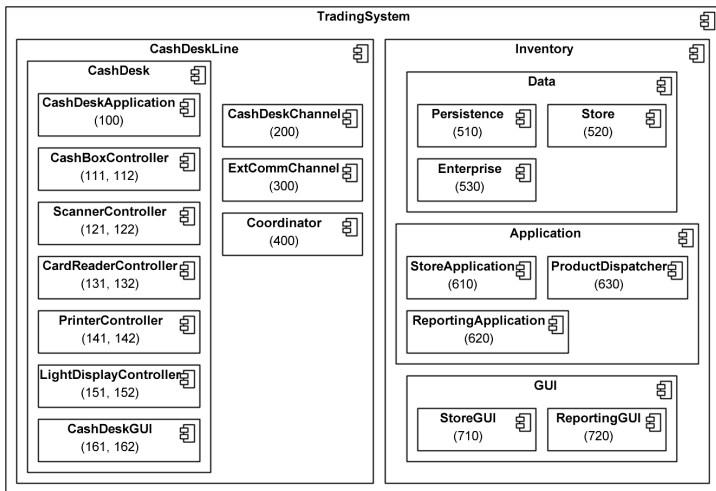 TradingSystem
CashDeskLine
CashDesk
CashDeskApplication
(100)
CashBoxController
(111, 112)
ScannerController
(121, 122)
CardReaderController
(131, 132)
PrinterController
(141, 142)
LightDisplayController
(151, 152)
CashDeskGUI
(161, 162)
CashDeskChannel
(200)
ExtCommChannel
(300)
Coordinator
(400)
Inventory
Data
Persistence
(510)
Store
(520)
Enterprise
(530)
Application
StoreApplication
(610)
ProductDispatcher
(630)
ReportingApplication
(620)
GUI
StoreGUI
(710)
ReportingGUI
(720)